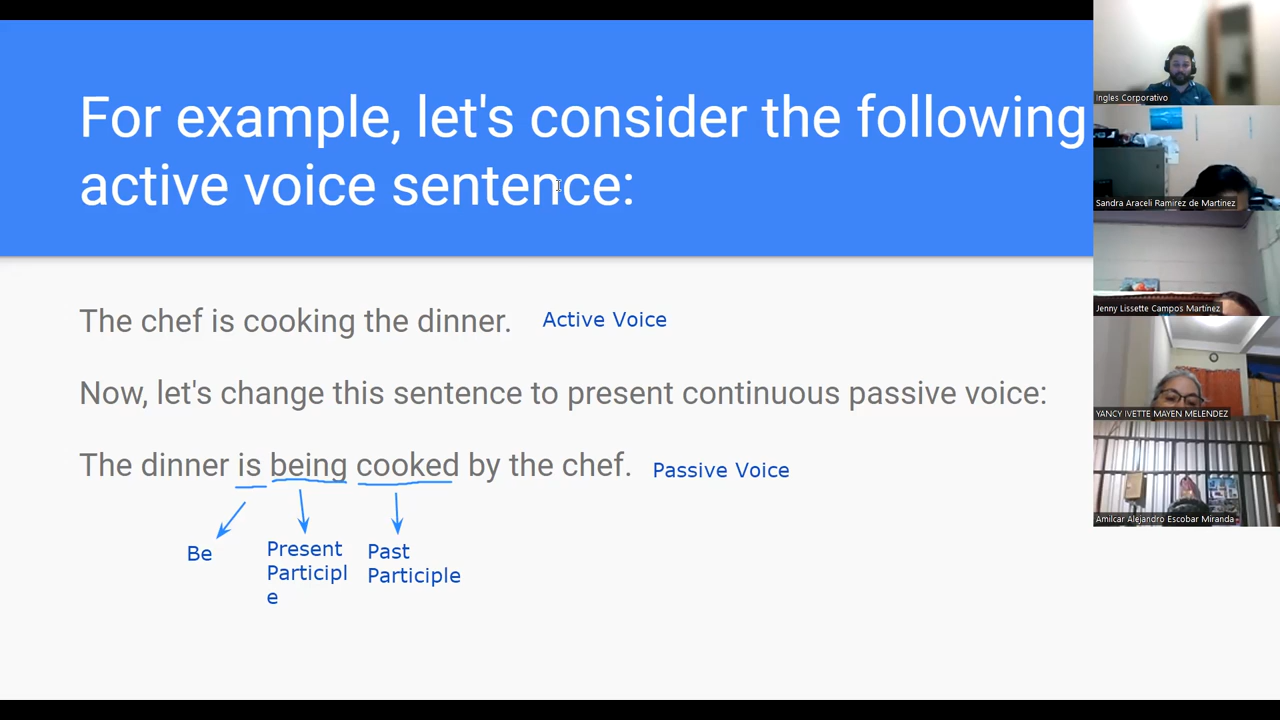 For example, let's consider the following
active voice sentence:
The chef is cooking the dinner. Active Voice
Now, let's change this sentence to present continuous passive voice:
The dinner is being cooked by the chef. Passive Voice
Be
Present
Participl
e
Past
Participle
Ingles Corporativo
Sandra Araceli Ramirez de Martinez
Jenny Lissette Campos Martínez
YANCY IVETTE MAYEN MELENDEZ
Amilcar Alejandro Escobar Miranda